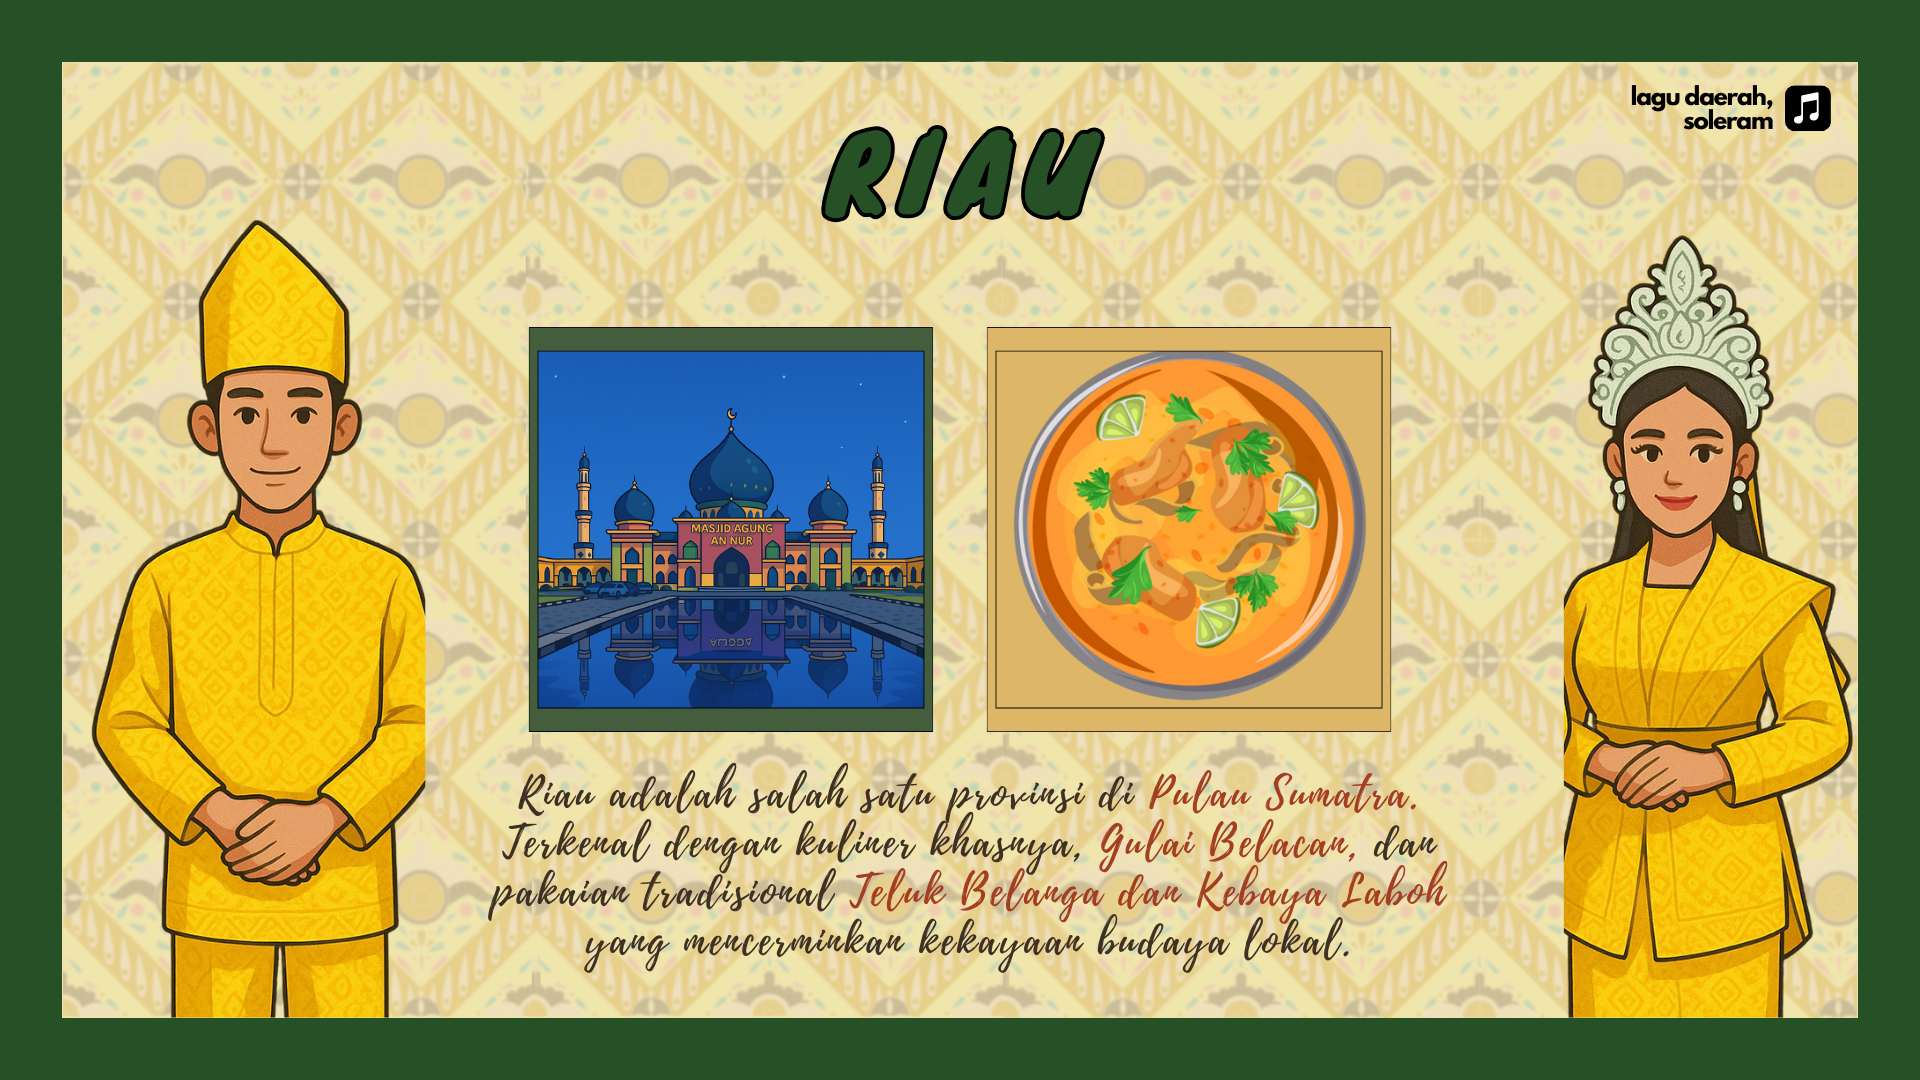 lagu daerah,
soleram
RIAU
MASJID AGUNG
AN NUR
Riau adalah salah satu provinsi di Pulau Sumatra.
Terkenal dengan kuliner khasnya, Gulai Belacan, dan
pakaian tradisional Teluk Belanga dan Kebaya Laboh
yang mencerminkan kekayaan budaya lokal.